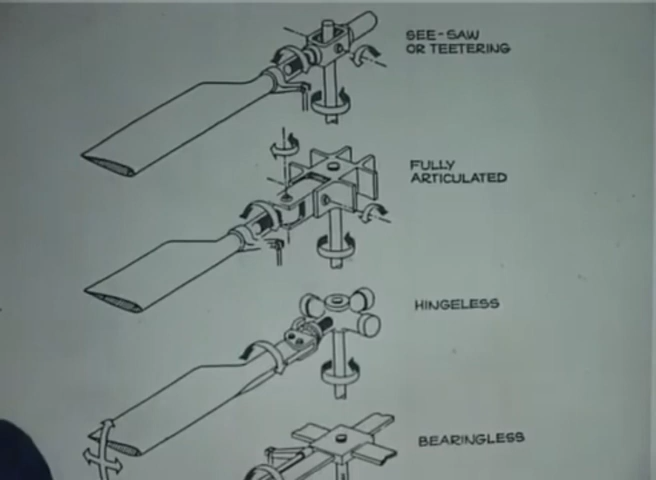 SEE-SAW
OR TEETERING
FULLY
ARTICULATED
HINGELESS
BEARINGLESS